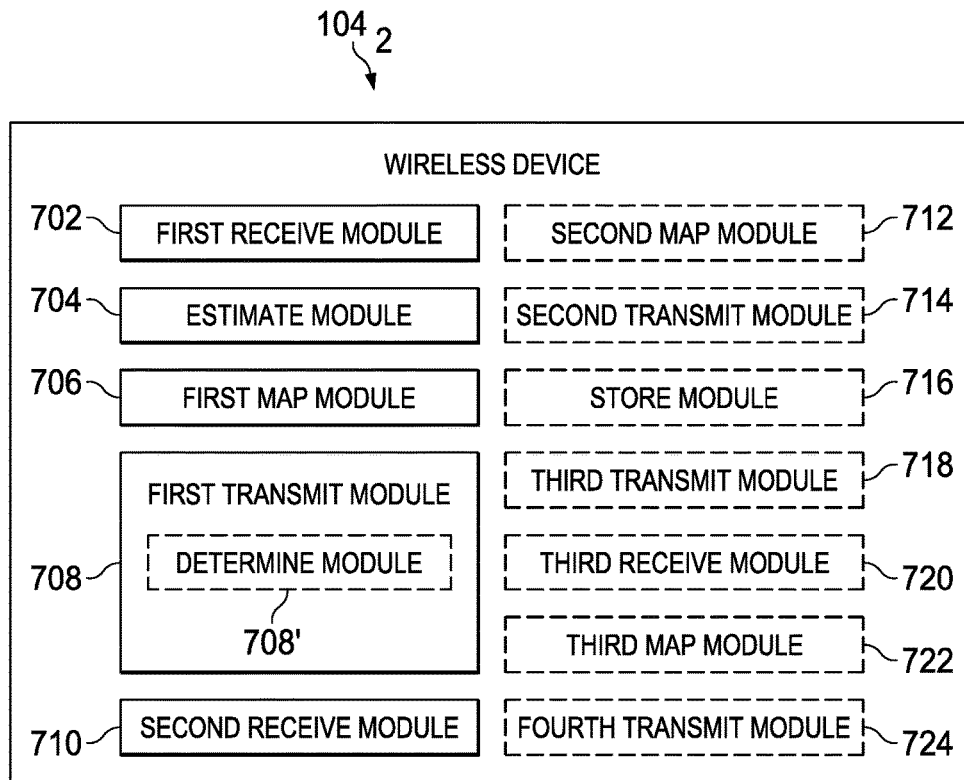 104 2
WIRELESS DEVICE
702 FIRST RECEIVE MODULE SECOND MAP MODULE 712
704 ESTIMATE MODULE SECOND TRANSMIT MODULE 714
706 FIRST MAP MODULE STORE MODULE 716
FIRST TRANSMIT MODULE THIRD TRANSMIT MODULE 718
708 DETERMINE MODULE THIRD RECEIVE MODULE 720
708' THIRD MAP MODULE 722
710 SECOND RECEIVE MODULE FOURTH TRANSMIT MODULE 724